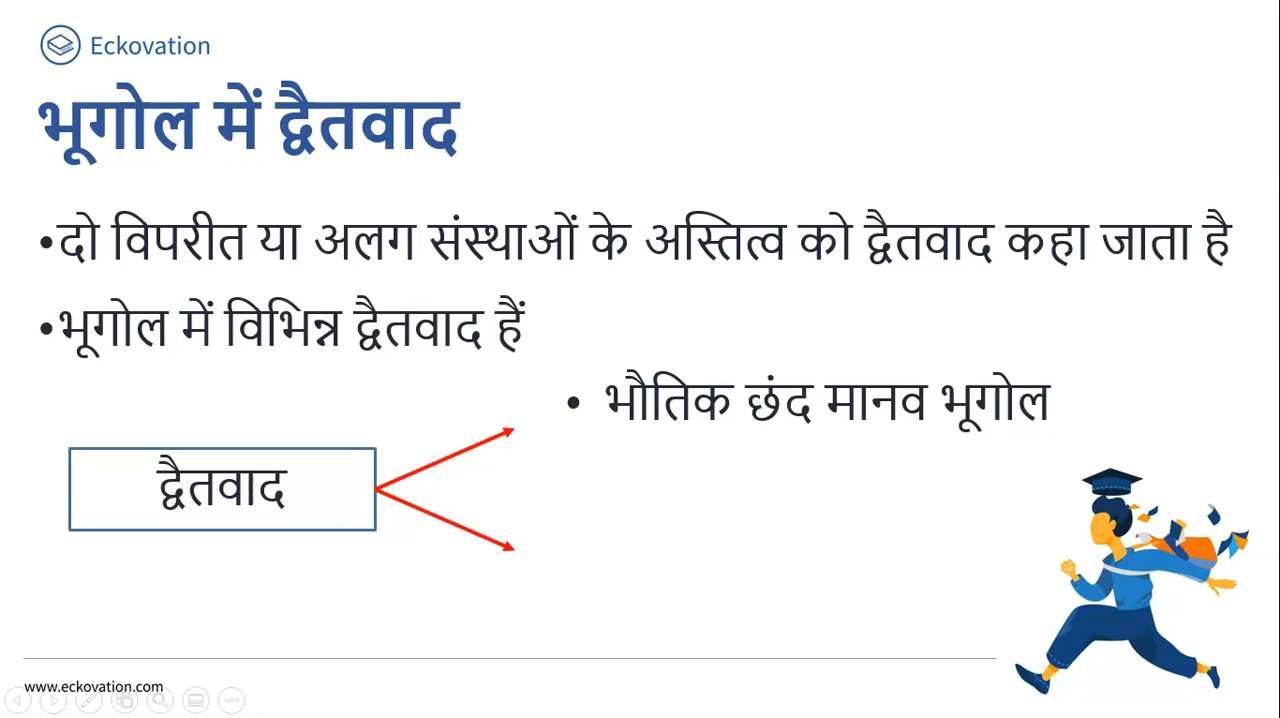 Eckovation
भूगोल में द्वैतवाद
•दो विपरीत या अलग संस्थाओं के अस्तित्व को द्वैतवाद कहा जाता है
•भूगोल में विभिन्न द्वैतवाद हैं
• भौतिक छंद मानव भूगोल
द्वैतवाद
www.eckovation.com